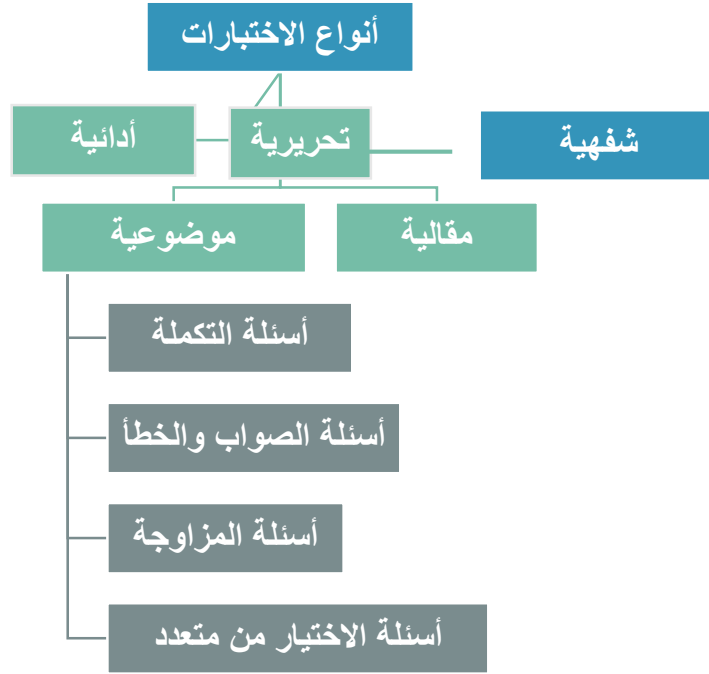 أنواع الاختبارات
شفهية
تحريرية
أدائية
مقالية
موضوعية
أسئلة التكملة
أسئلة الصواب والخطأ
أسئلة المزاوجة
أسئلة الاختيار من متعدد